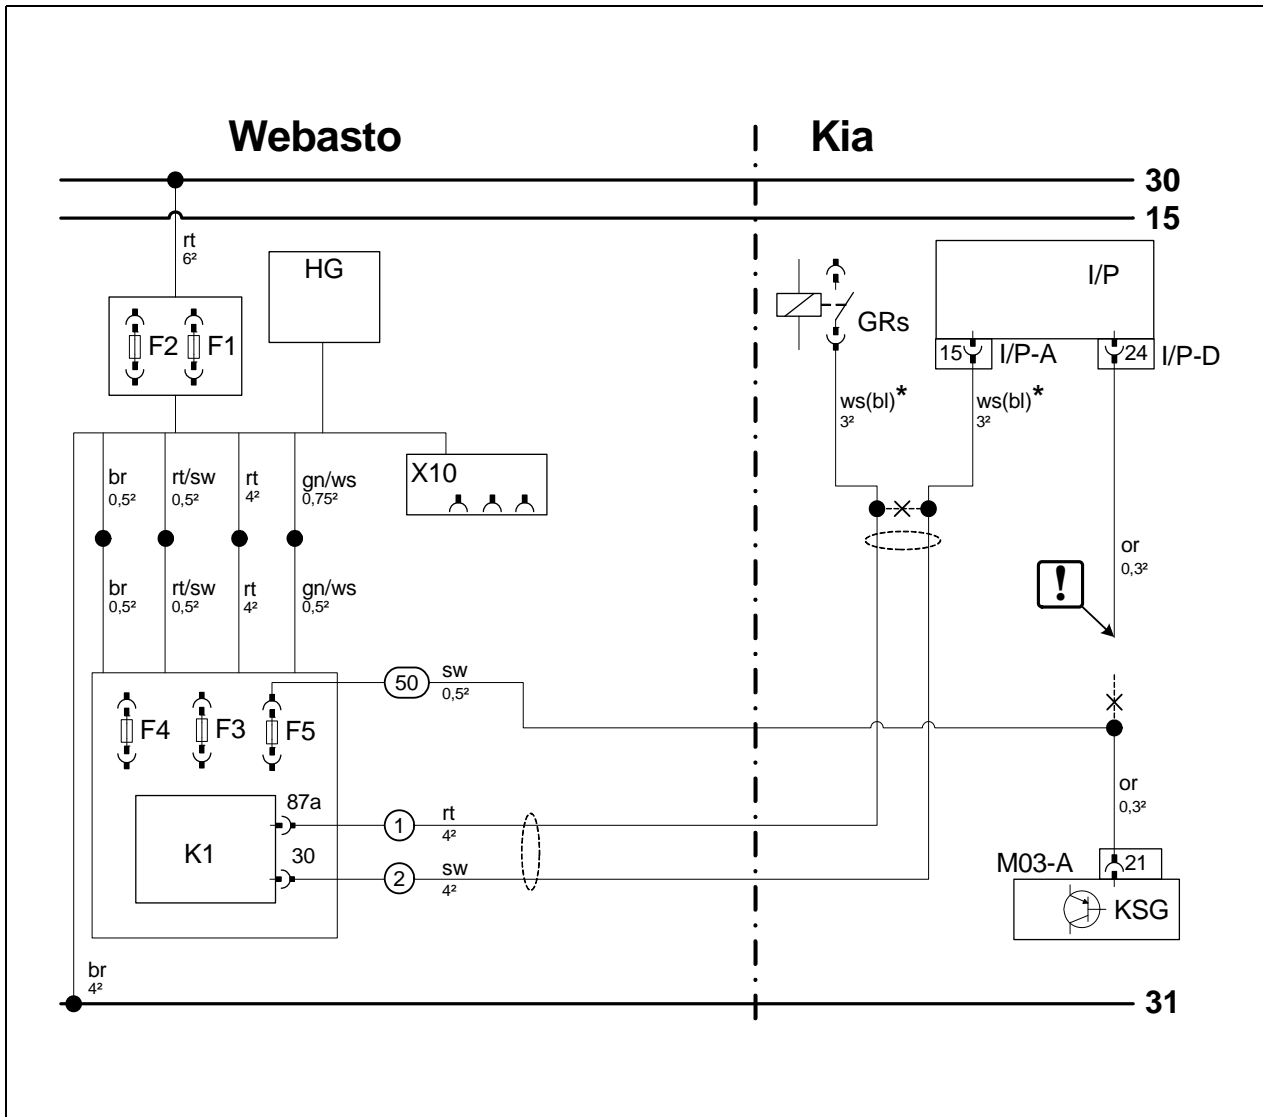 Webasto
Kia
30
15
rt
6²
HG
I/P
F2
F1
GRs
15
I/P-A
24
I/P-D
ws(bl)*
3²
ws(bl)*
3²
br
0,5²
rt/sw
0,5²
rt
4²
gn/ws
0,75²
X10
or
0,3²
!
br
0,5²
rt/sw
0,5²
rt
4²
gn/ws
0,5²
50
sw
0,5²
F4
F3
F5
or
0,3²
87a
1
rt
4²
K1
30
2
sw
4²
M03-A
21
KSG
br
4²
31